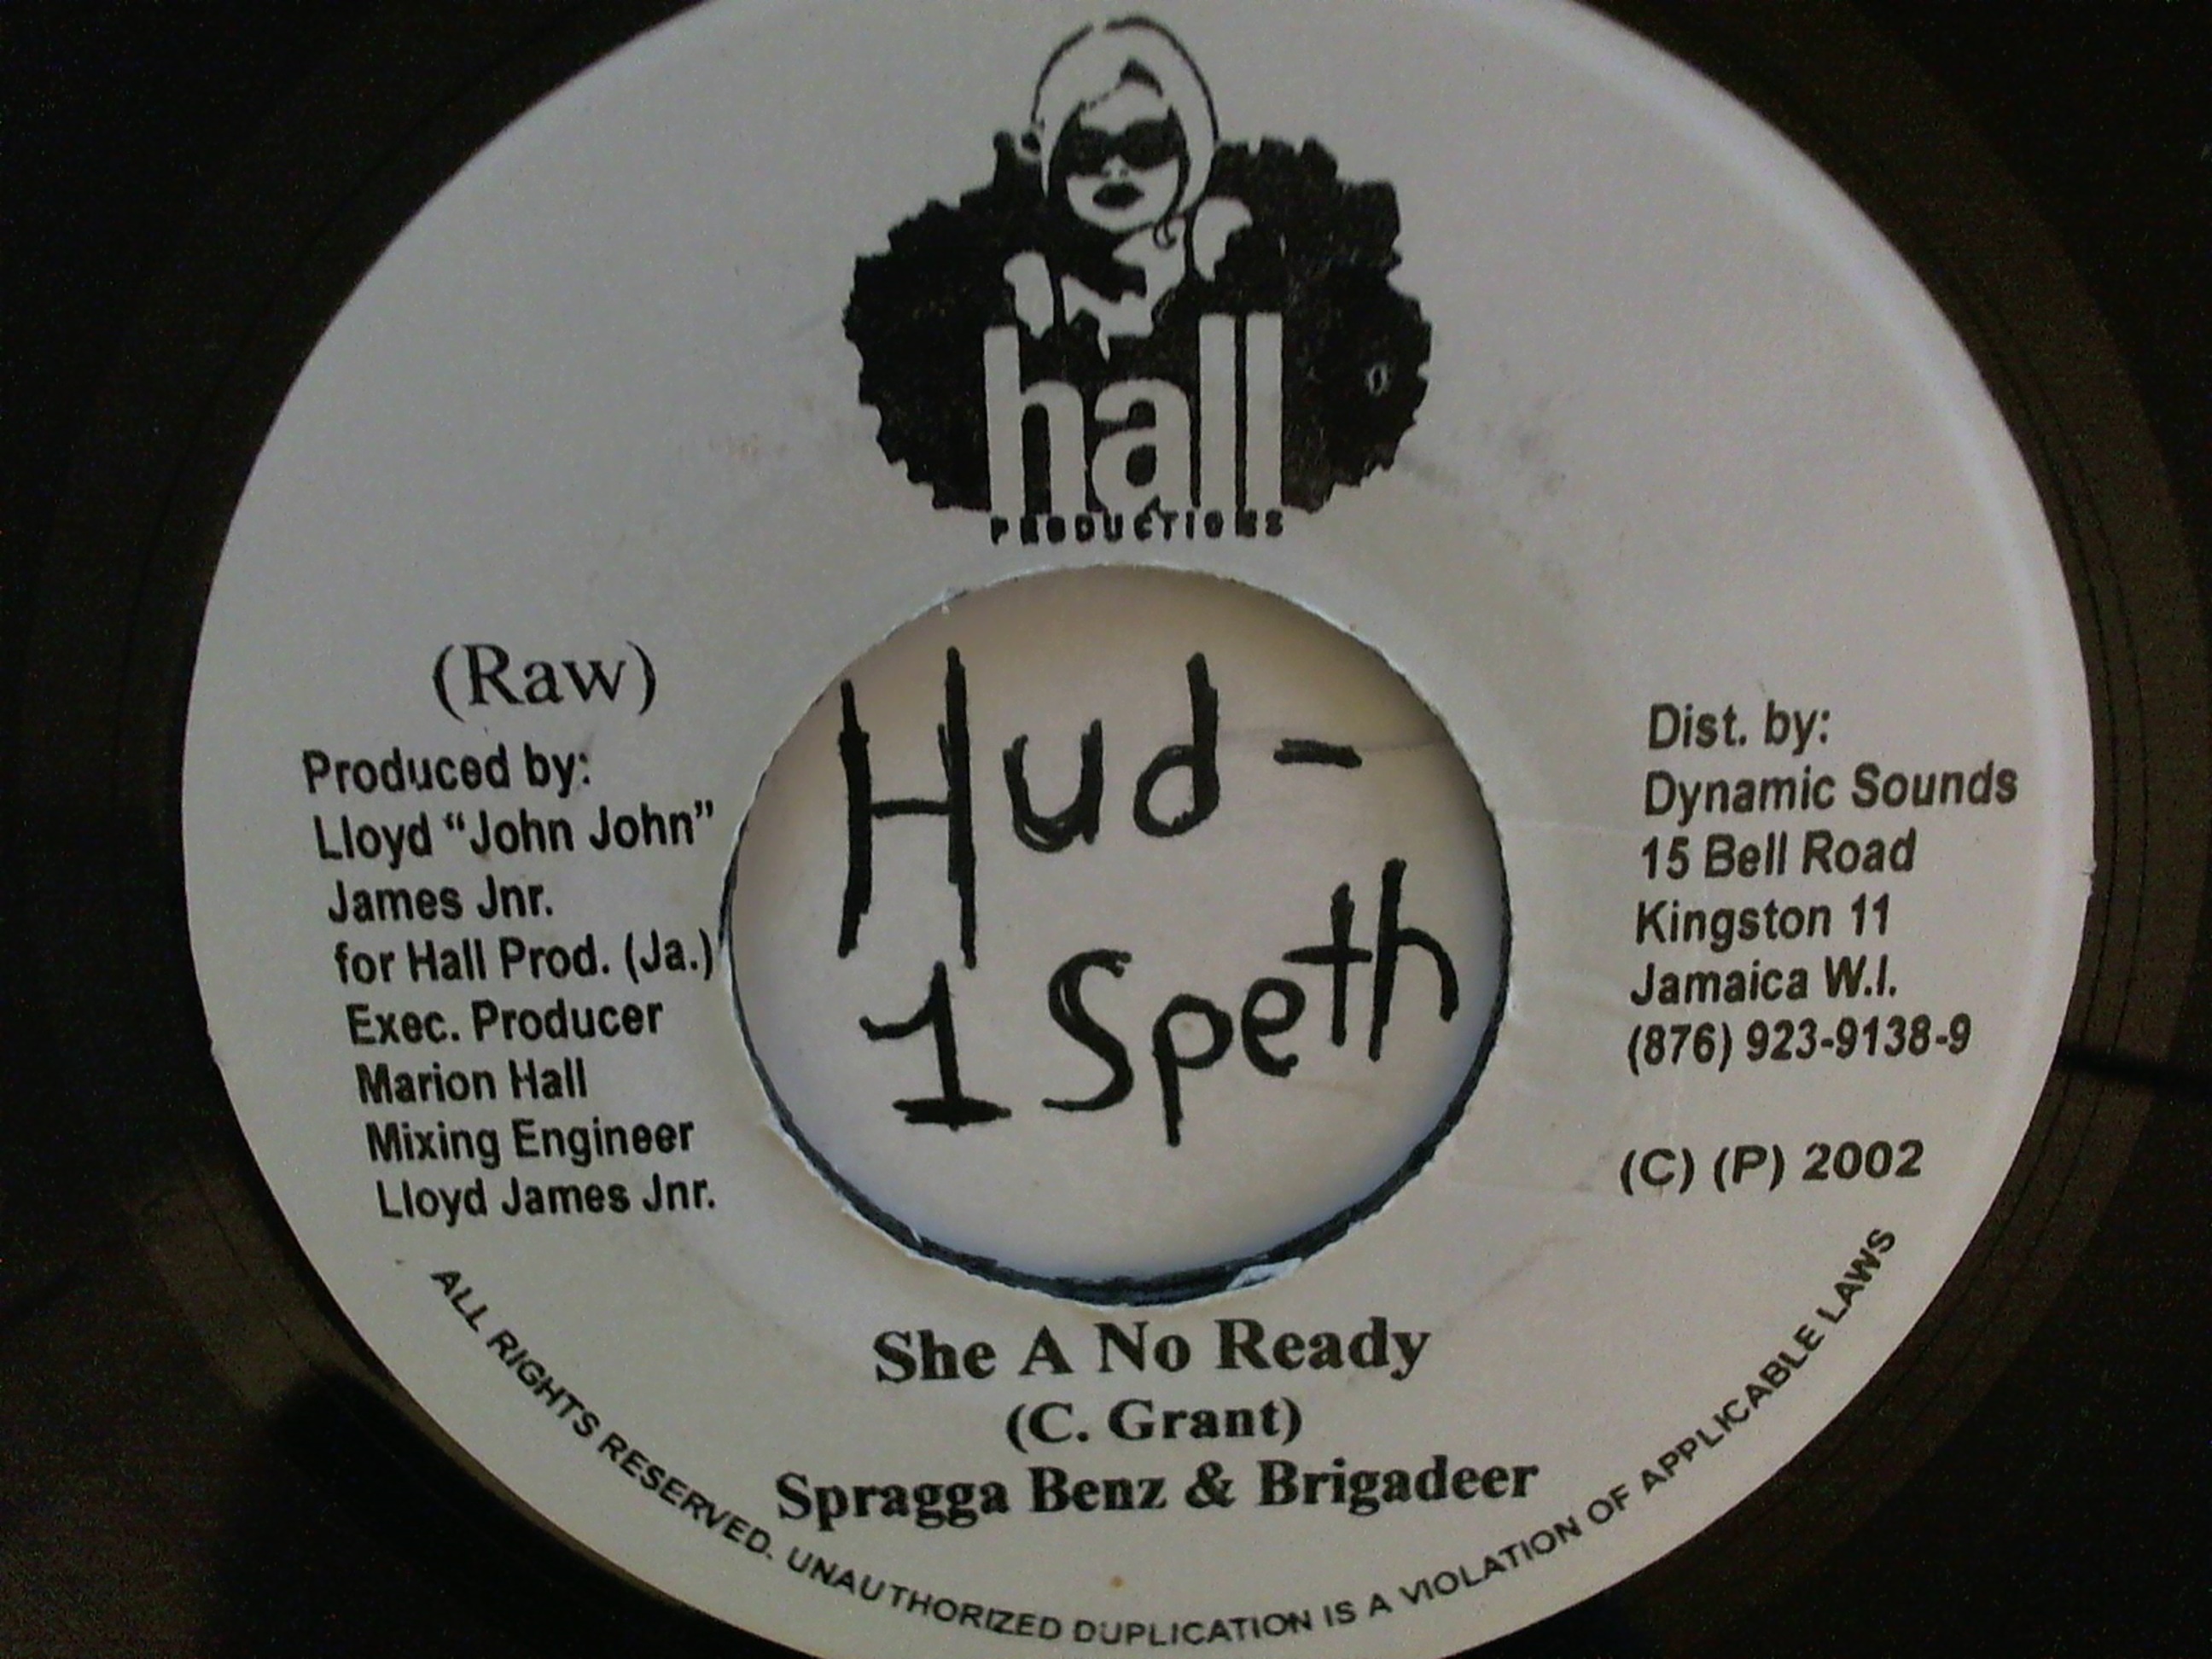 hall
PRODUCTIONS
(Raw)
Produced by:
Lloyd “John John”
James Jnr.
for Hall Prod. (Ja.)
Exec. Producer
Marion Hall
Mixing Engineer
Lloyd James Jnr.
Hud-
1 Speth
Dist. by:
Dynamic Sounds
15 Bell Road
Kingston 11
Jamaica W.I.
(876) 923-9138-9
(C) (P) 2002
She A No Ready
(C. Grant)
Spragga Benz & Brigadeer
ALL RIGHTS RESERVED. UNAUTHORIZED DUPLICATION IS A VIOLATION OF APPLICABLE LAWS